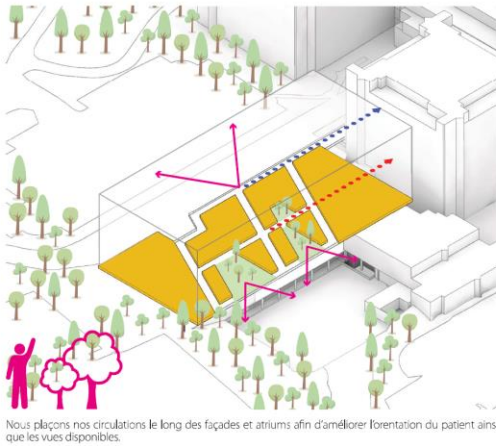 Nous plaçons nos circulations le long des façades et atriums afin d'améliorer l'orentation du patient ainsi
que les vues disponibles.